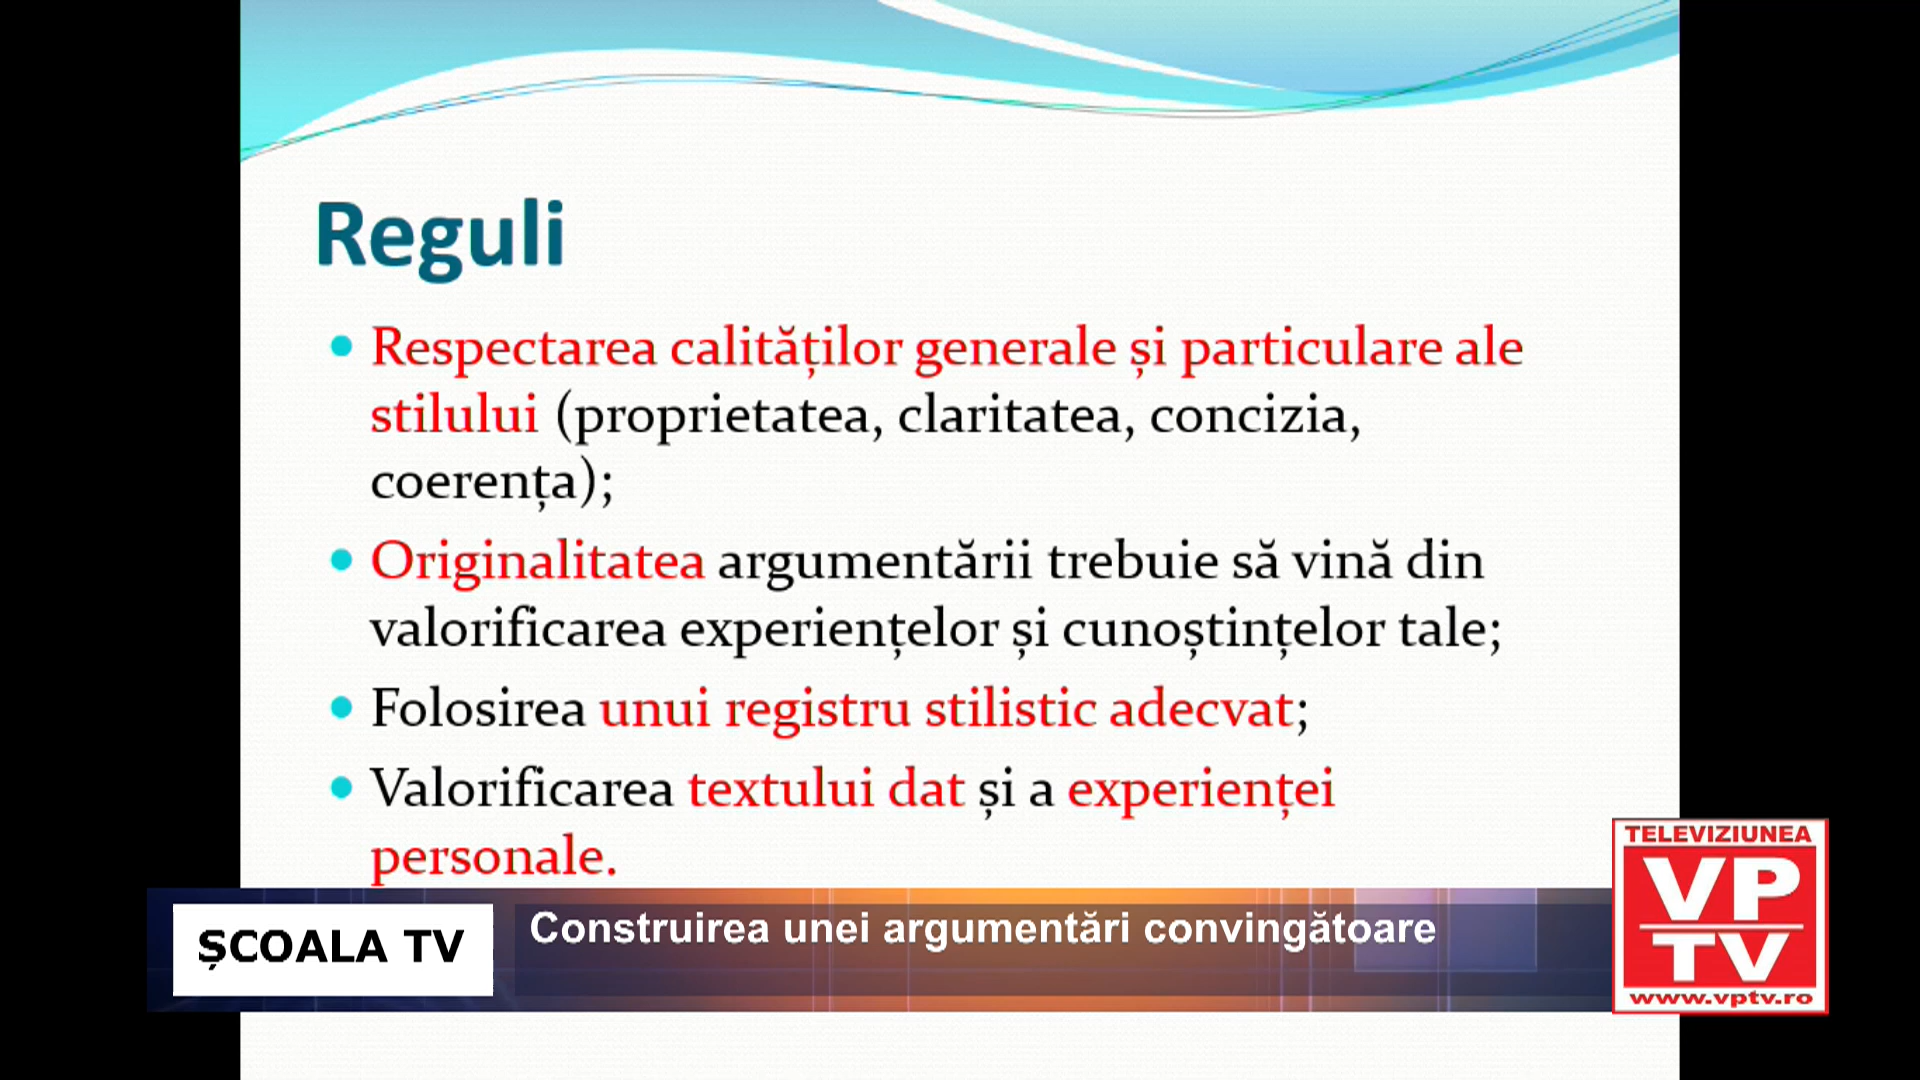 Reguli
Respectarea calităților generale și particulare ale
stilului (proprietatea, claritatea, concizia,
coerența);
Originalitatea argumentării trebuie să vină din
valorificarea experiențelor și cunoștințelor tale;
Folosirea unui registru stilistic adecvat;
Valorificarea textului dat și a experienței
personale.
ȘCOALA TV
Construirea unei argumentări convingătoare
TELEVIZIUNEA
VP
TV
www.vptv.ro